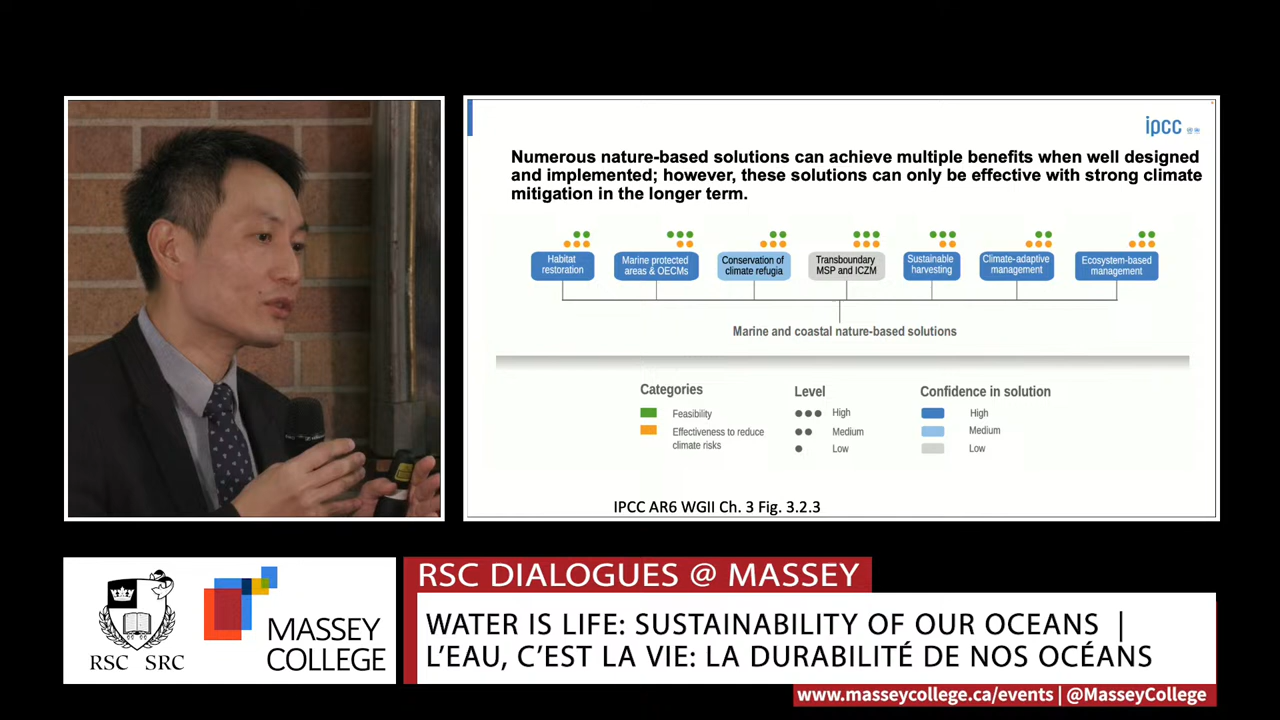 ipcc
Numerous nature-based solutions can achieve multiple benefits when well designed
and implemented; however, these solutions can only be effective with strong climate
mitigation in the longer term.
Habitat
restoration
Marine protected
areas & OECMs
Conservation of
climate refugia
Transboundary
MSP and ICZM
Sustainable
harvesting
Climate-adaptive
management
Ecosystem-based
management
Marine and coastal nature-based solutions
Categories
Feasibility
Effectiveness to reduce
climate risks
Level
High
Medium
Low
Confidence in solution
High
Medium
Low
IPCC AR6 WGII Ch. 3 Fig. 3.2.3
RSC SRC
MASSEY
COLLEGE
RSC DIALOGUES @ MASSEY
WATER IS LIFE: SUSTAINABILITY OF OUR OCEANS |
L'EAU, C'EST LA VIE: LA DURABILITÉ DE NOS OCÉANS
www.masseycollege.ca/events | @MasseyCollege